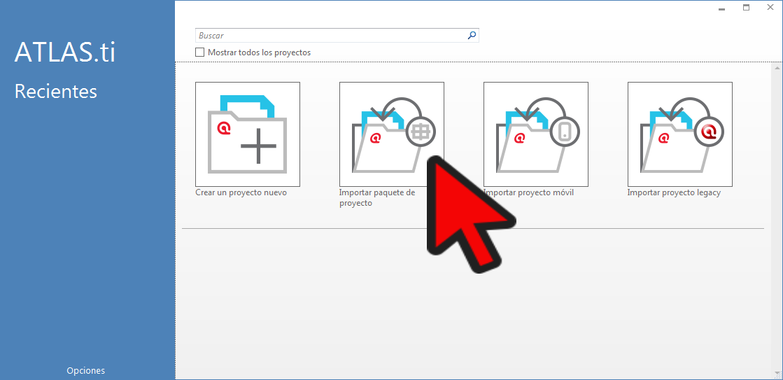 ATLAS.ti
Recientes
Opciones
Buscar
Mostrar todos los proyectos
Crear un proyecto nuevo
Importar paquete de
proyecto
Importar proyecto móvil
Importar proyecto legacy